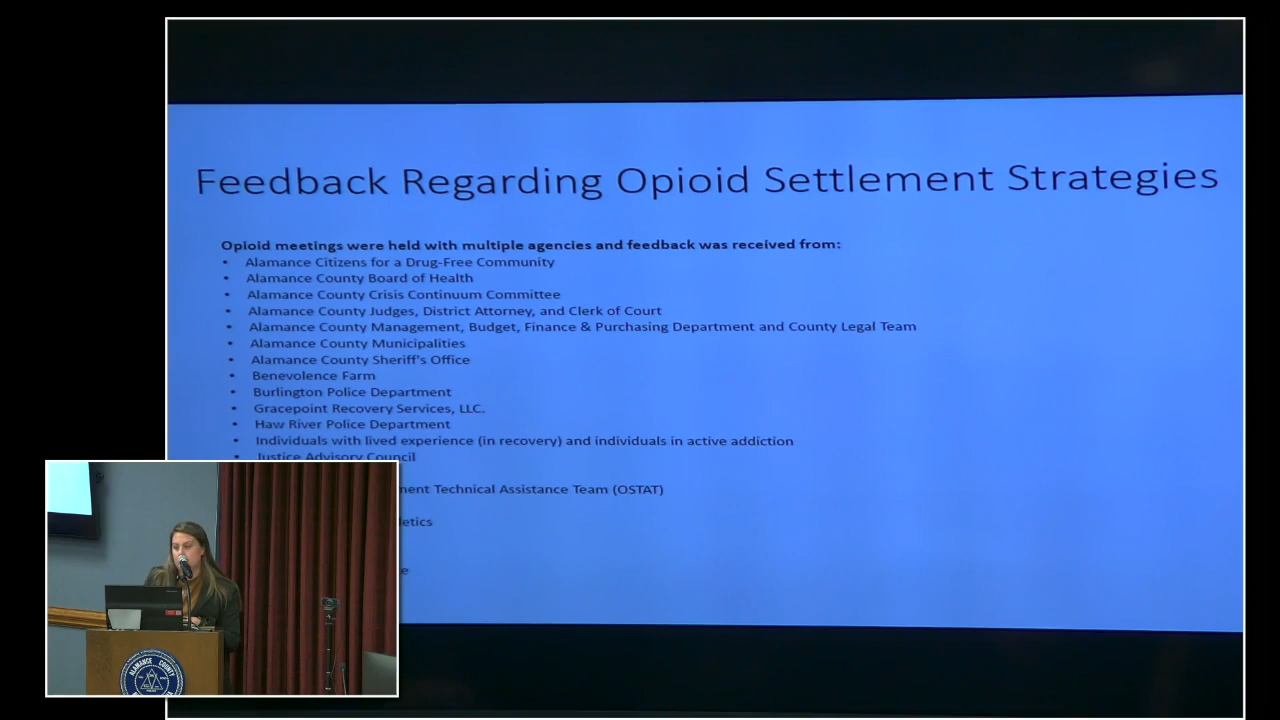 Feedback Regarding Opioid Settlement Strategies
Opioid meetings were held with multiple agencies and feedback was received from:
• Alamance Citizens for a Drug-Free Community
• Alamance County Board of Health
• Alamance County Crisis Continuum Committee
• Alamance County Judges, District Attorney, and Clerk of Court
• Alamance County Management, Budget, Finance & Purchasing Department and County Legal Team
• Alamance County Municipalities
• Alamance County Sheriff's Office
• Benevolence Farm
• Burlington Police Department
• Gracepoint Recovery Services, LLC.
• Haw River Police Department
• Individuals with lived experience (in recovery) and individuals in active addiction
• Justice Advisory Council
Technical Assistance Team (OSTAT)
ALAMANCE COUNTY